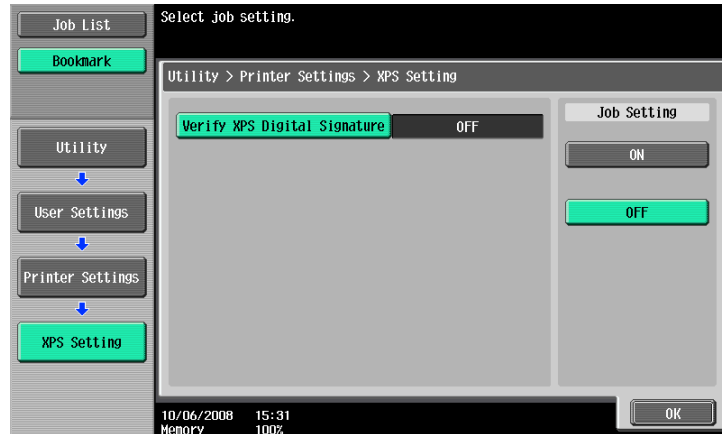 Job List
Bookmark
Utility
User Settings
Printer Settings
XPS Setting
Select job setting.
Utility > Printer Settings > XPS Setting
Verify XPS Digital Signature OFF
Job Setting
ON
OFF
10/06/2008 15:31
Memory 100%
OK